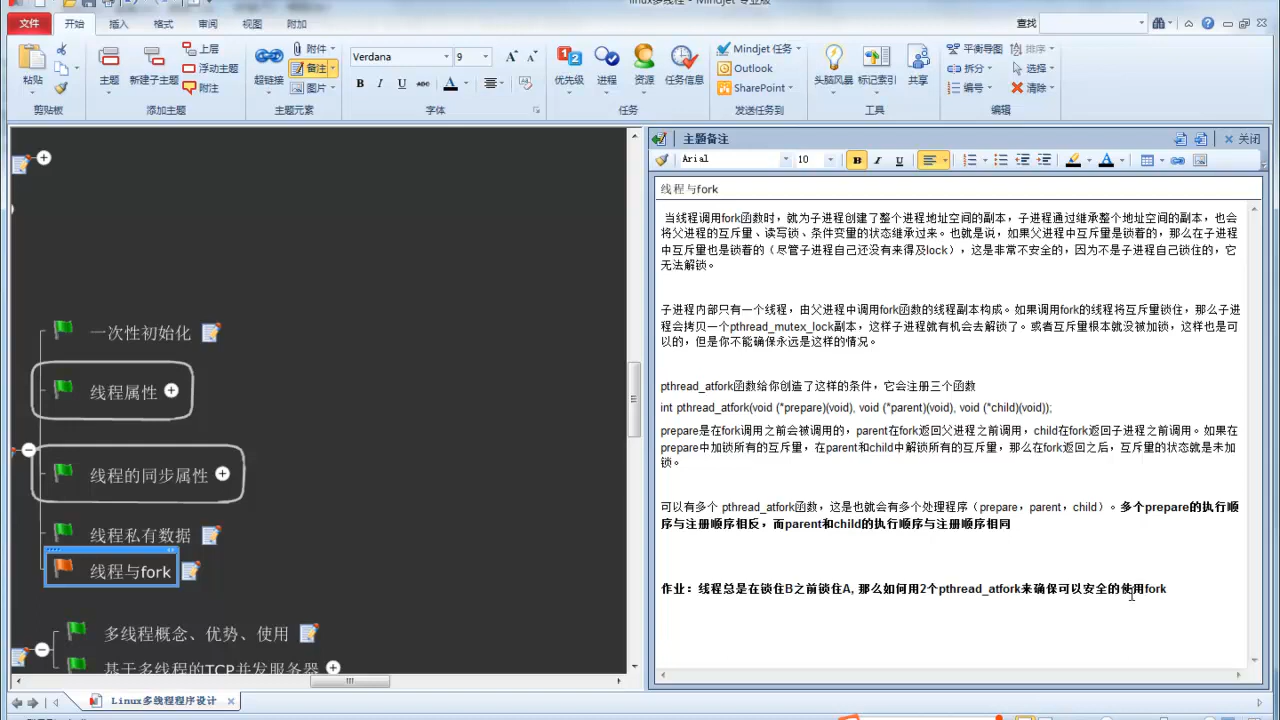 linux多线程 - Mindjet 专业版
文件 开始 插入 格式 审阅 视图 附加 查找
粘贴
剪贴板
主题
新建子主题
上层
浮动主题
附注
添加主题
超链接
附件
备注
图片
主题元素
Verdana 9
B I U abc A
字体
优先级
进程
资源
任务信息
任务
Mindjet 任务
Outlook
SharePoint
发送任务到
头脑风暴
标记索引
共享
工具
平衡导图 排序
拆分 选择
编号 清除
编辑
一次性初始化
线程属性
线程的同步属性
线程私有数据
线程与fork
多线程概念、优势、使用
基于多线程的TCP并发服务器
主题备注 关闭
Arial 10 B I U A
线程与fork
当线程调用fork函数时，就为子进程创建了整个进程地址空间的副本，子进程通过继承整个地址空间的副本，也会
将父进程的互斥量、读写锁、条件变量的状态继承过来。也就是说，如果父进程中互斥量是锁着的，那么在子进程
中互斥量也是锁着的（尽管子进程自己还没有来得及lock），这是非常不安全的，因为不是子进程自己锁住的，它
无法解锁。
子进程内部只有一个线程，由父进程中调用fork函数的线程副本构成。如果调用fork的线程将互斥量锁住，那么子进
程会拷贝一个pthread_mutex_lock副本，这样子进程就有机会去解锁了。或者互斥量根本就没被加锁，这样也是可
以的，但是你不能确保永远是这样的情况。
pthread_atfork函数给你创造了这样的条件，它会注册三个函数
int pthread_atfork(void (*prepare)(void), void (*parent)(void), void (*child)(void));
prepare是在fork调用之前会被调用的，parent在fork返回父进程之前调用，child在fork返回子进程之前调用。如果在
prepare中加锁所有的互斥量，在parent和child中解锁所有的互斥量，那么在fork返回之后，互斥量的状态就是未加
锁。
可以有多个 pthread_atfork函数，这是也就会有多个处理程序（prepare，parent，child）。多个prepare的执行顺
序与注册顺序相反，而parent和child的执行顺序与注册顺序相同
作业：线程总是在锁住B之前锁住A, 那么如何用2个pthread_atfork来确保可以安全的使用fork
Linux多线程程序设计